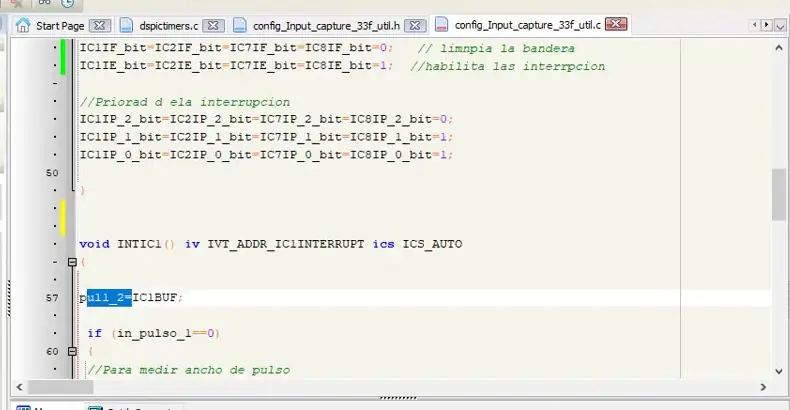 Start Page dspictimers.c config_Input_capture_33f_util.h config_Input_capture_33f_util.c
IC1IF_bit=IC2IF_bit=IC7IF_bit=IC8IF_bit=0; // limnpia la bandera
IC1IE_bit=IC2IE_bit=IC7IE_bit=IC8IE_bit=1; //habilita las interrpcion
//Priorad d ela interrupcion
IC1IP_2_bit=IC2IP_2_bit=IC7IP_2_bit=IC8IP_2_bit=0;
IC1IP_1_bit=IC2IP_1_bit=IC7IP_1_bit=IC8IP_1_bit=1;
IC1IP_0_bit=IC2IP_0_bit=IC7IP_0_bit=IC8IP_0_bit=1;
50
}
void INTIC1() iv IVT_ADDR_IC1INTERRUPT ics ICS_AUTO
{
57 pull_2=IC1BUF;
if (in_pulso_1==0)
60 {
//Para medir ancho de pulso